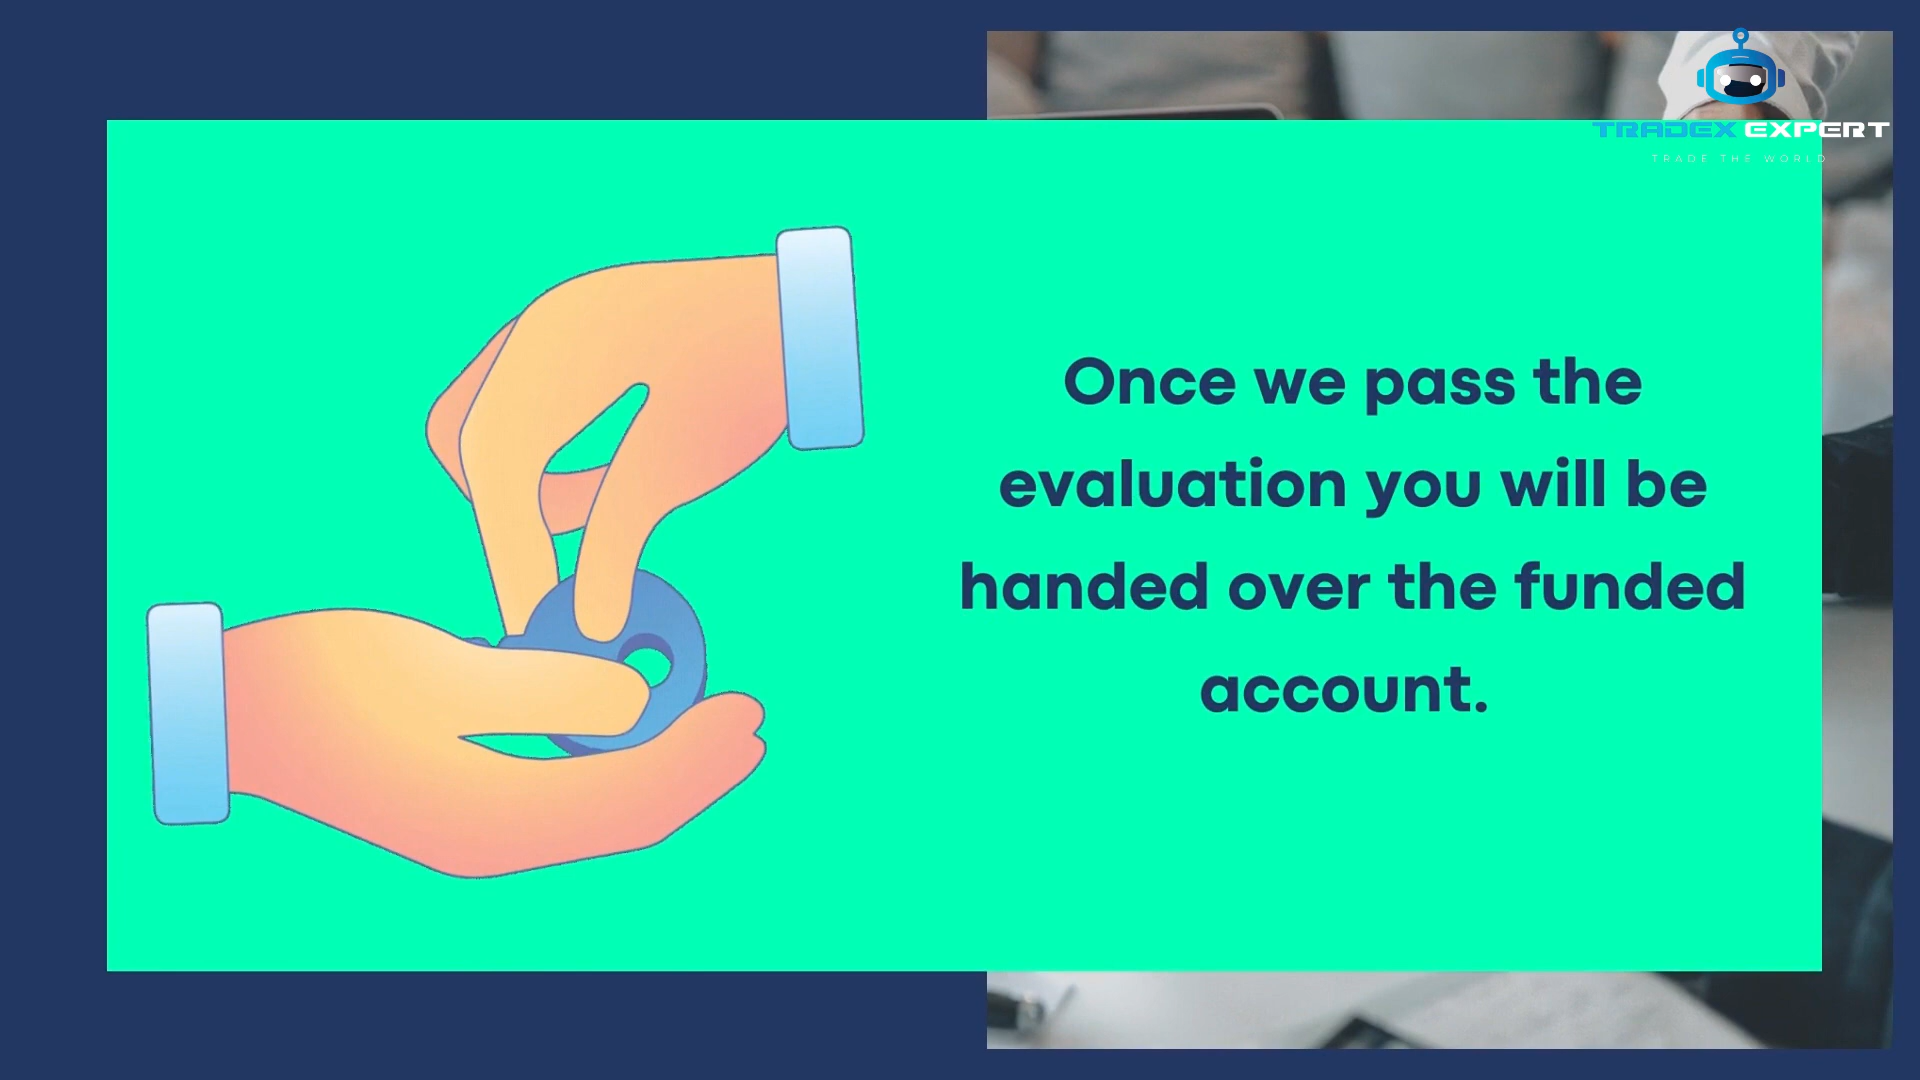 TRADEX EXPERT
TRADE THE WORLD
Once we pass the
evaluation you will be
handed over the funded
account.